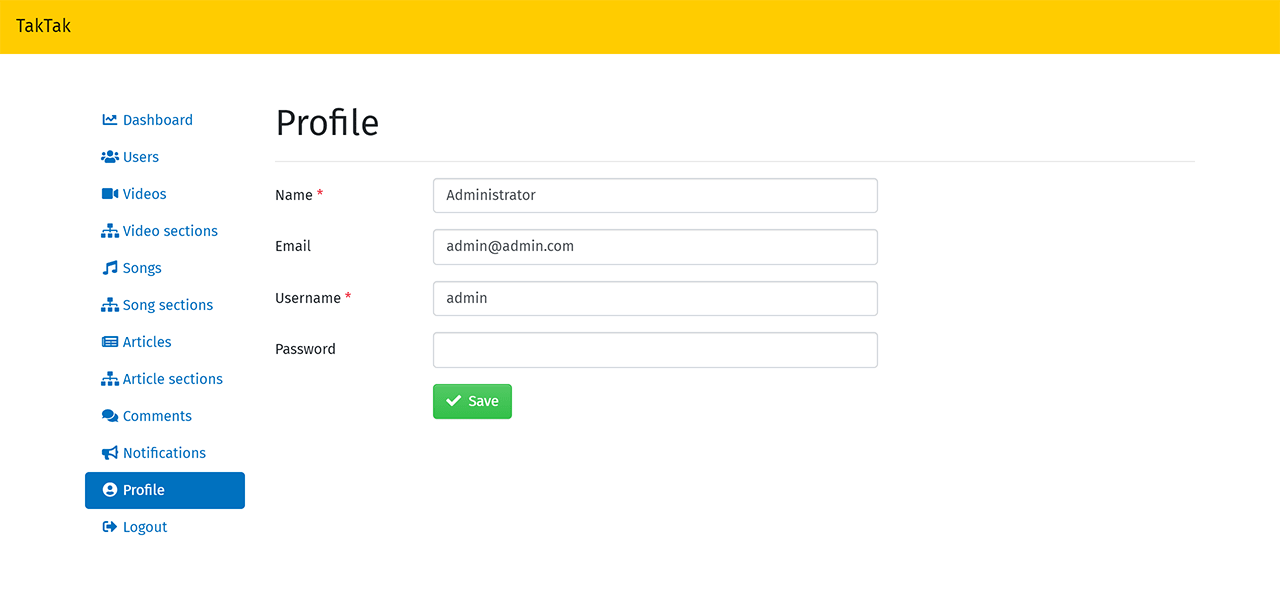 TakTak
Dashboard
Users
Videos
Video sections
Songs
Song sections
Articles
Article sections
Comments
Notifications
Profile
Logout
Profile
Name * Administrator
Email admin@admin.com
Username * admin
Password
Save